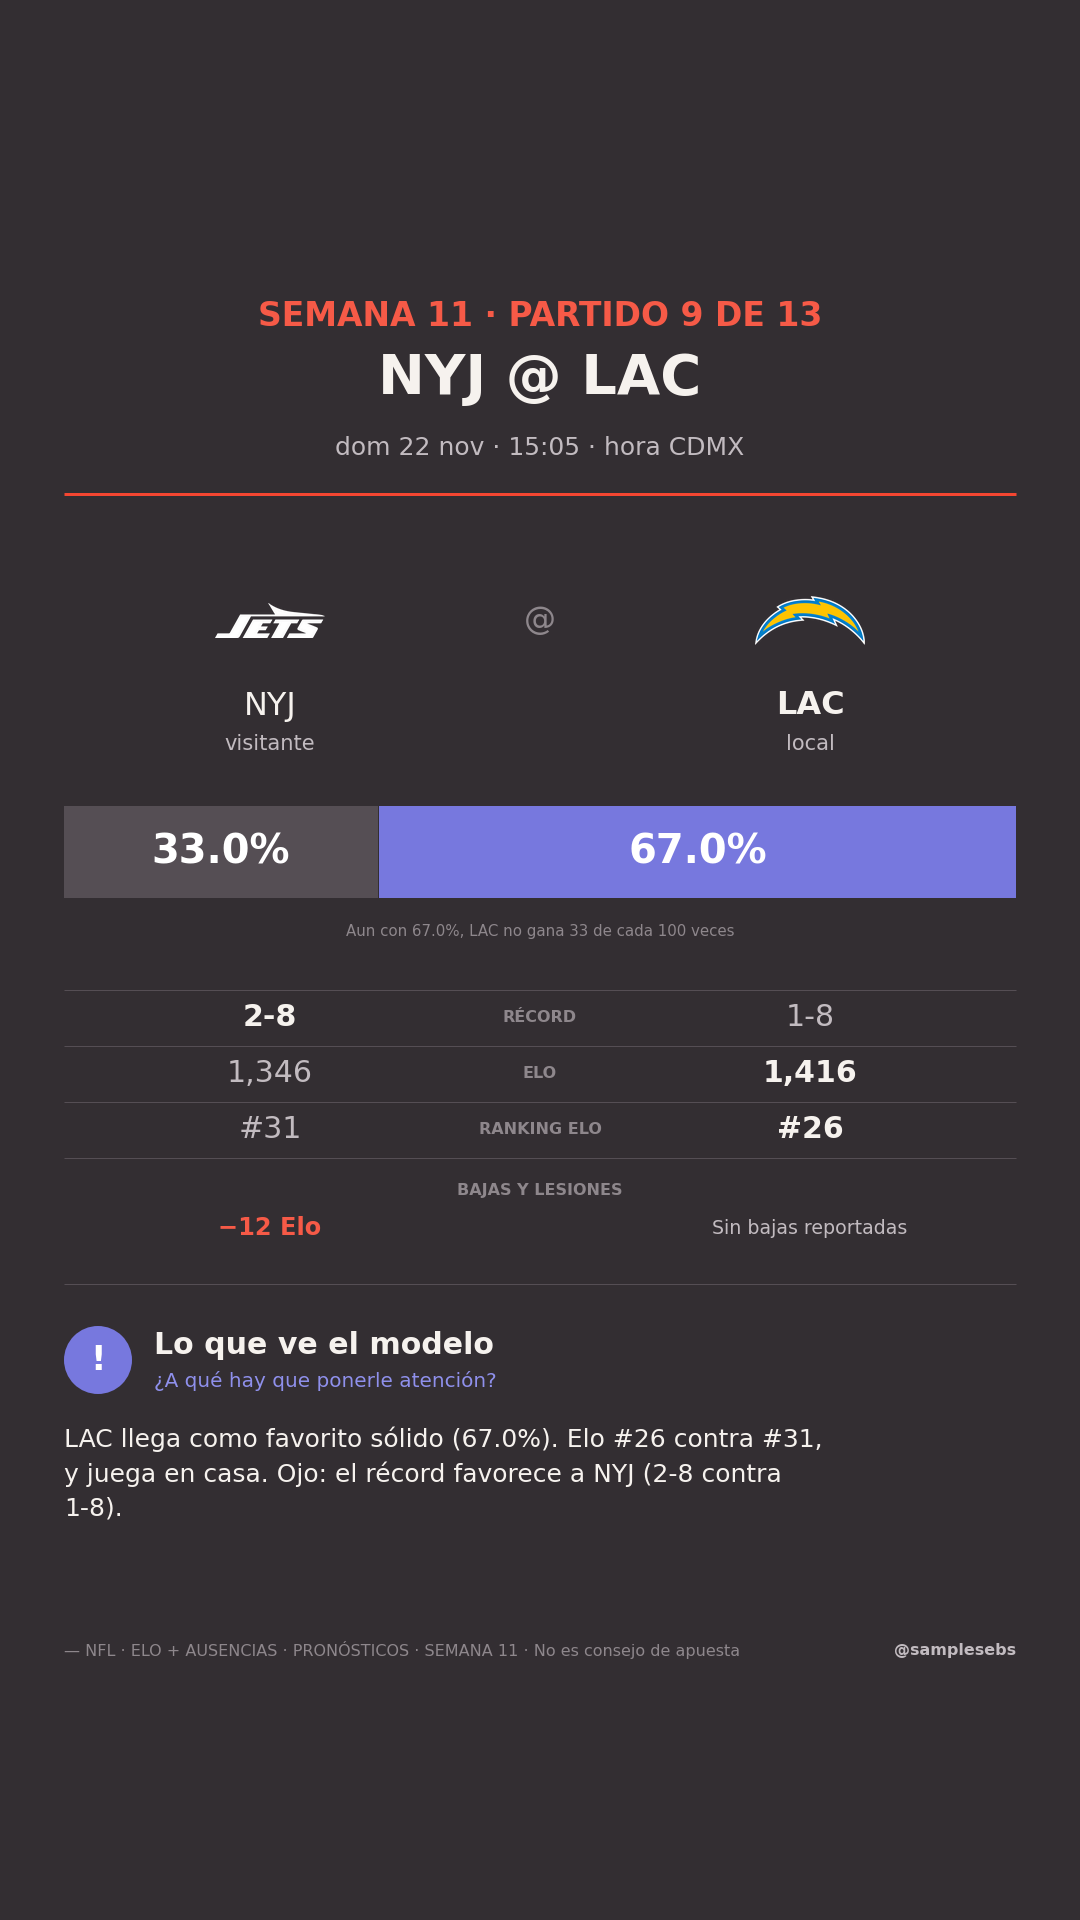 SEMANA 11 · PARTIDO 9 DE 13
NYJ @ LAC
dom 22 nov · 15:05 · hora CDMX
JETS @
NYJ LAC
visitante local
33.0% 67.0%
Aun con 67.0%, LAC no gana 33 de cada 100 veces
2-8 RÉCORD 1-8
1,346 ELO 1,416
#31 RANKING ELO #26
BAJAS Y LESIONES
−12 Elo Sin bajas reportadas
! Lo que ve el modelo
¿A qué hay que ponerle atención?
LAC llega como favorito sólido (67.0%). Elo #26 contra #31,
y juega en casa. Ojo: el récord favorece a NYJ (2-8 contra
1-8).
— NFL · ELO + AUSENCIAS · PRONÓSTICOS · SEMANA 11 · No es consejo de apuesta @samplesebs